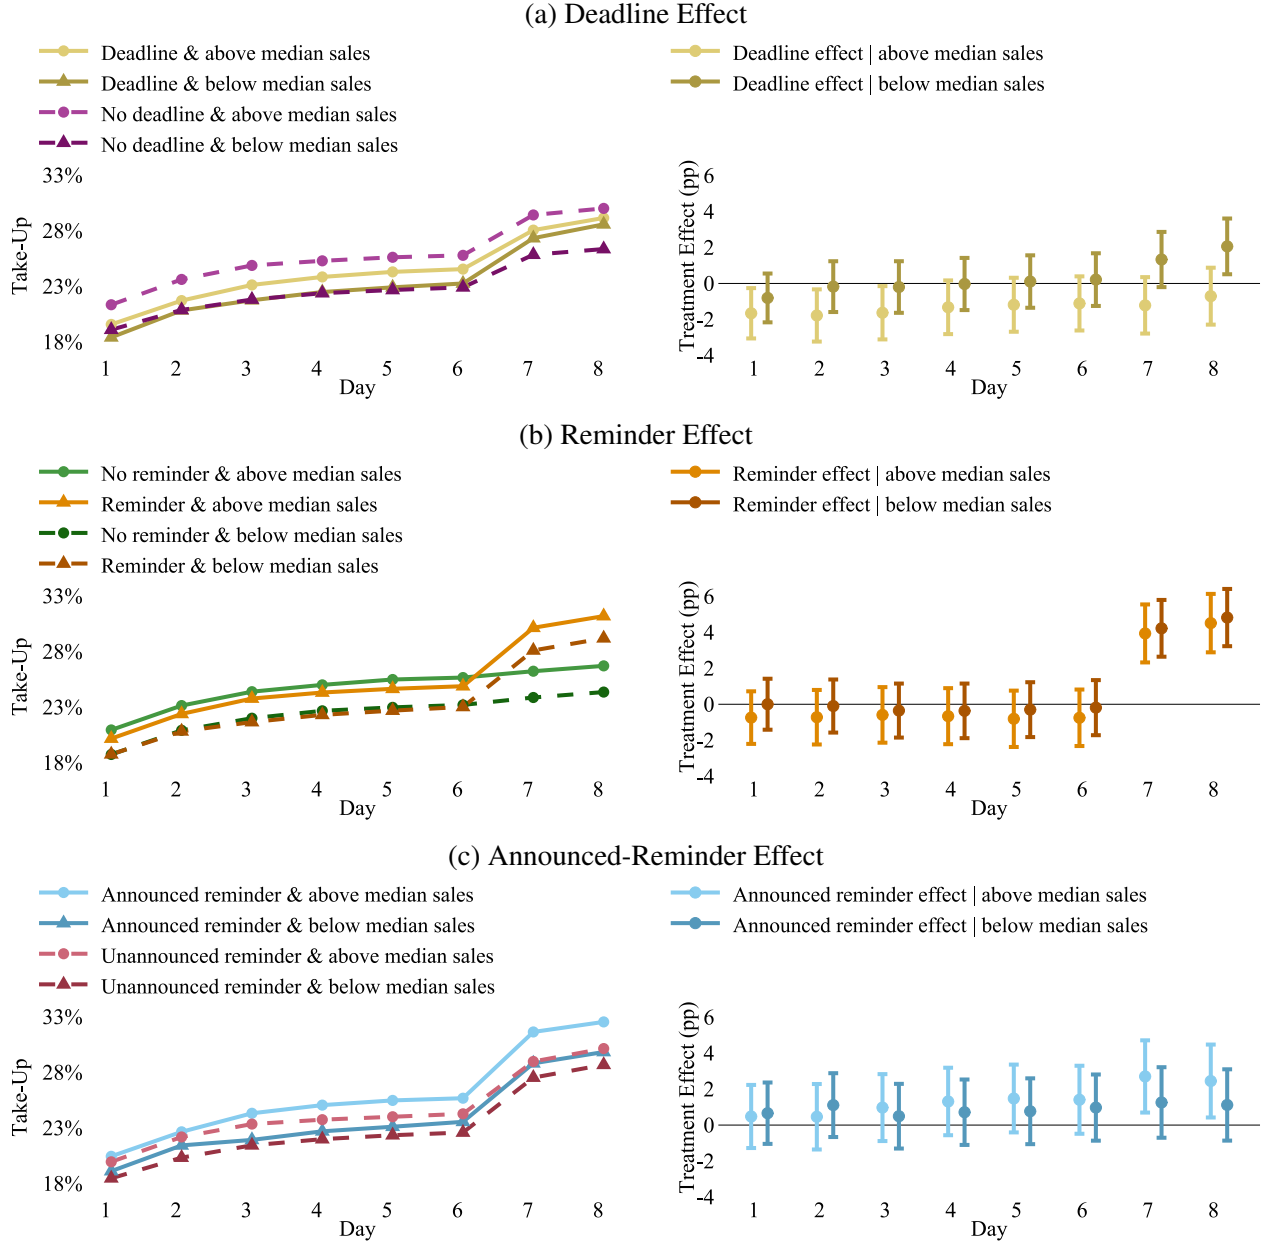 (a) Deadline Effect
Deadline & above median sales
Deadline & below median sales
No deadline & above median sales
No deadline & below median sales
33%
28%
23%
18%
Take-Up
1 2 3 4 5 6 7 8
Day
Deadline effect | above median sales
Deadline effect | below median sales
6
4
2
0
-2
-4
Treatment Effect (pp)
1 2 3 4 5 6 7 8
Day
(b) Reminder Effect
No reminder & above median sales
Reminder & above median sales
No reminder & below median sales
Reminder & below median sales
33%
28%
23%
18%
Take-Up
1 2 3 4 5 6 7 8
Day
Reminder effect | above median sales
Reminder effect | below median sales
6
4
2
0
-2
-4
Treatment Effect (pp)
1 2 3 4 5 6 7 8
Day
(c) Announced-Reminder Effect
Announced reminder & above median sales
Announced reminder & below median sales
Unannounced reminder & above median sales
Unannounced reminder & below median sales
33%
28%
23%
18%
Take-Up
1 2 3 4 5 6 7 8
Day
Announced reminder effect | above median sales
Announced reminder effect | below median sales
6
4
2
0
-2
-4
Treatment Effect (pp)
1 2 3 4 5 6 7 8
Day